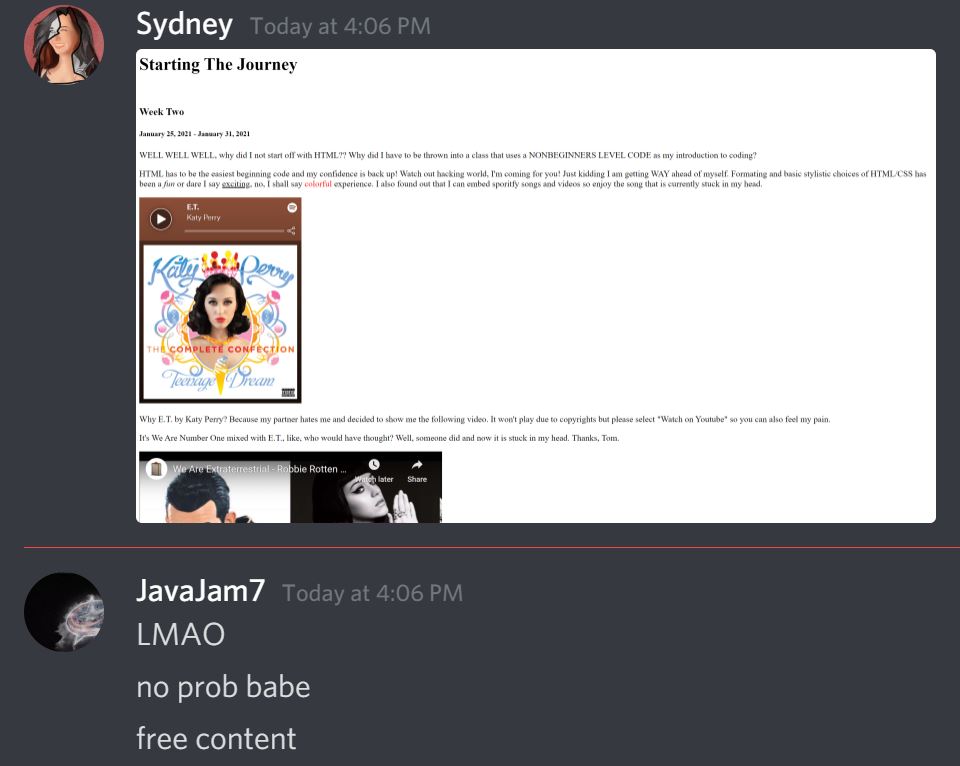 Sydney Today at 4:06 PM
Starting The Journey
Week Two
January 25, 2021 - January 31, 2021
WELL WELL WELL, why did I not start off with HTML?? Why did I have to be thrown into a class that uses a NONBEGINNERS LEVEL CODE as my introduction to coding?
HTML has to be the easiest beginning code and my confidence is back up! Watch out hacking world, I'm coming for you! Just kidding I am getting WAY ahead of myself. Formating and basic stylistic choices of HTML/CSS has
been a fun or dare I say exciting, no, I shall say colorful experience. I also found out that I can embed sporitfy songs and videos so enjoy the song that is currently stuck in my head.
E.T.
Katy Perry
Katy Perry
THE COMPLETE CONFECTION
Teenage Dream
Why E.T. by Katy Perry? Because my partner hates me and decided to show me the following video. It won't play due to copyrights but please select "Watch on Youtube" so you can also feel my pain.
It's We Are Number One mixed with E.T., like, who would have thought? Well, someone did and now it is stuck in my head. Thanks, Tom.
We Are Extraterrestrial - Robbie Rotten ...
Watch later
Share
JavaJam7 Today at 4:06 PM
LMAO
no prob babe
free content